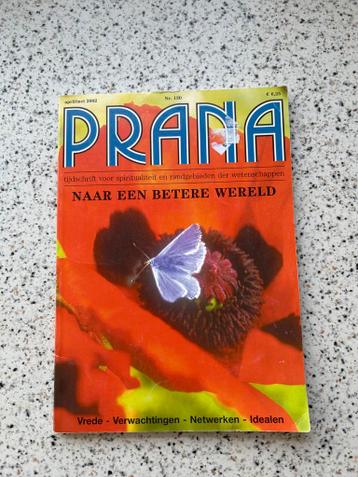 april/mei 2002 Nr. 130 € 6,25
PRANA
tijdschrift voor spiritualiteit en randgebieden der wetenschappen
NAAR EEN BETERE WERELD
Vrede - Verwachtingen - Netwerken - Idealen